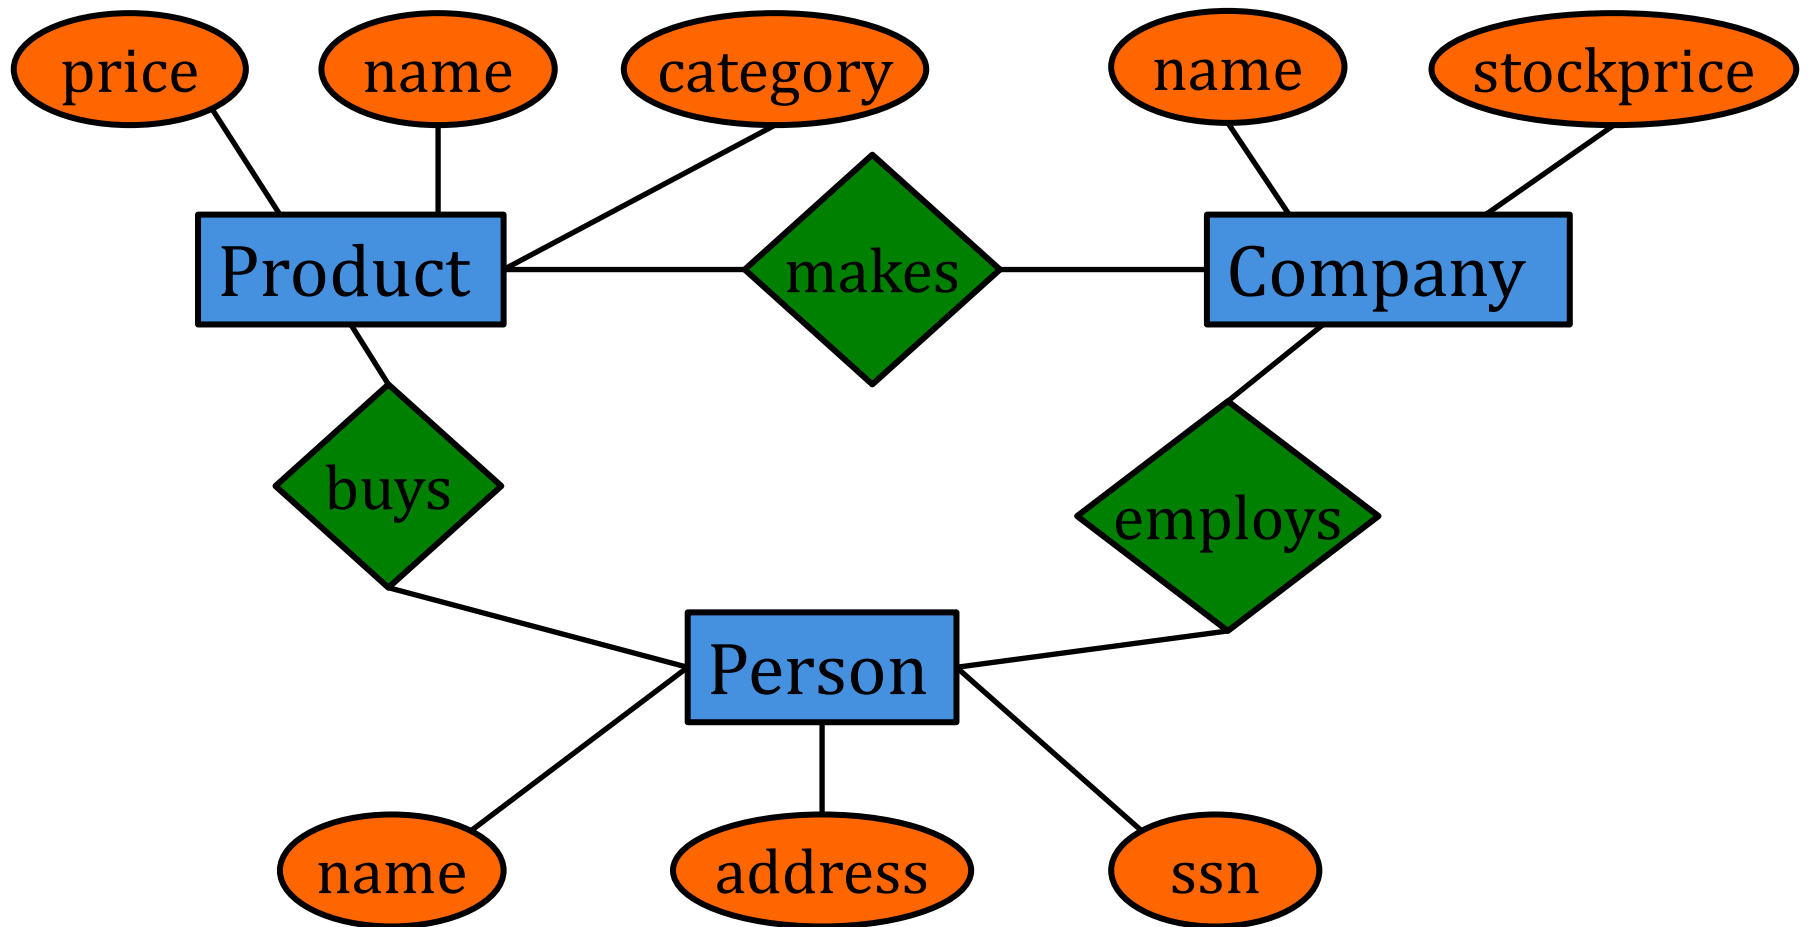 price
name
category
name
stockprice
Product
makes
Company
buys
employs
Person
name
address
ssn